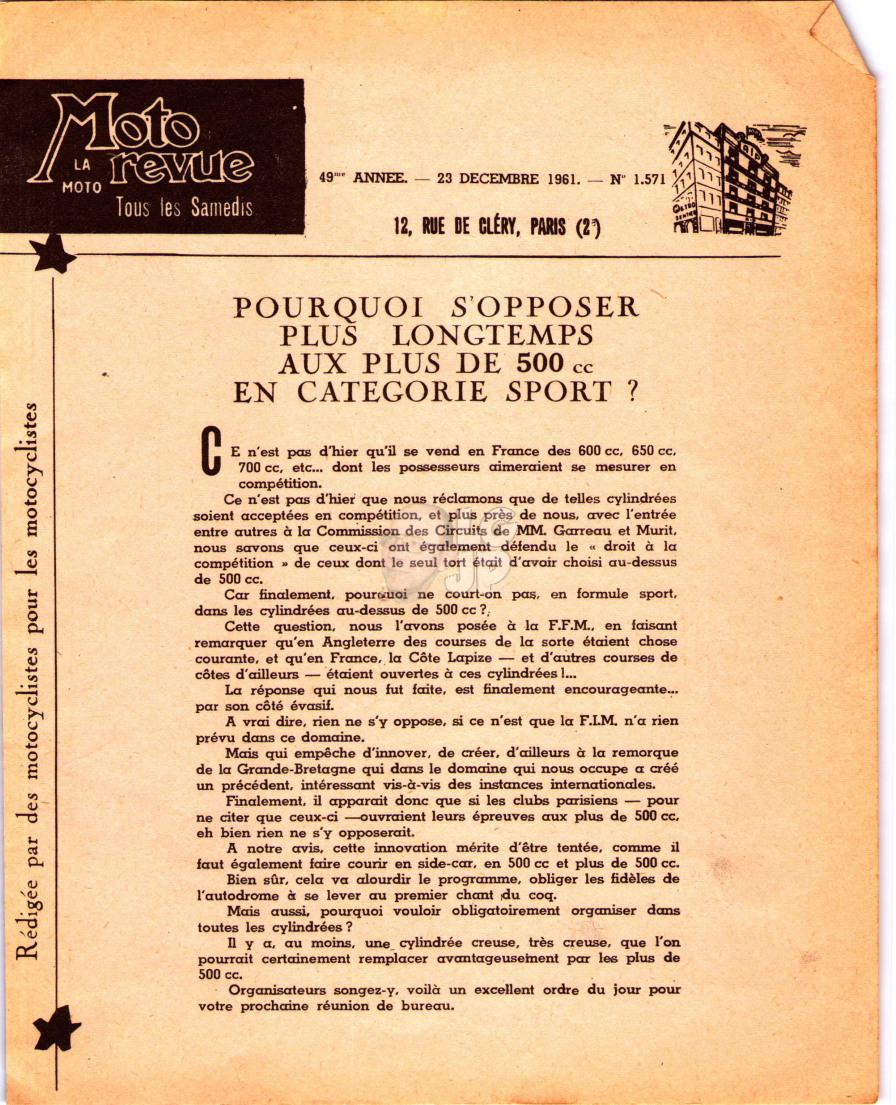 Moto
LA revue
MOTO
Tous les Samedis
49me ANNEE. — 23 DECEMBRE 1961. — N° 1.571
12, RUE DE CLÉRY, PARIS (2e)
METRO
SENTIER
Rédigée par des motocyclistes pour les motocyclistes
POURQUOI S'OPPOSER
PLUS LONGTEMPS
AUX PLUS DE 500 cc
EN CATEGORIE SPORT ?
CE n'est pas d'hier qu'il se vend en France des 600 cc, 650 cc,
700 cc, etc... dont les possesseurs aimeraient se mesurer en
compétition.
Ce n'est pas d'hier que nous réclamons que de telles cylindrées
soient acceptées en compétition, et plus près de nous, avec l'entrée
entre autres à la Commission des Circuits de MM. Garreau et Murit,
nous savons que ceux-ci ont également défendu le « droit à la
compétition » de ceux dont le seul tort était d'avoir choisi au-dessus
de 500 cc.
Car finalement, pourquoi ne court-on pas, en formule sport,
dans les cylindrées au-dessus de 500 cc ?
Cette question, nous l'avons posée à la F.F.M., en faisant
remarquer qu'en Angleterre des courses de la sorte étaient chose
courante, et qu'en France, la Côte Lapize — et d'autres courses de
côtes d'ailleurs — étaient ouvertes à ces cylindrées !...
La réponse qui nous fut faite, est finalement encourageante...
par son côté évasif.
A vrai dire, rien ne s'y oppose, si ce n'est que la F.I.M. n'a rien
prévu dans ce domaine.
Mais qui empêche d'innover, de créer, d'ailleurs à la remorque
de la Grande-Bretagne qui dans le domaine qui nous occupe a créé
un précédent, intéressant vis-à-vis des instances internationales.
Finalement, il apparait donc que si les clubs parisiens — pour
ne citer que ceux-ci —ouvraient leurs épreuves aux plus de 500 cc,
eh bien rien ne s'y opposerait.
A notre avis, cette innovation mérite d'être tentée, comme il
faut également faire courir en side-car, en 500 cc et plus de 500 cc.
Bien sûr, cela va alourdir le programme, obliger les fidèles de
l'autodrome à se lever au premier chant du coq.
Mais aussi, pourquoi vouloir obligatoirement organiser dans
toutes les cylindrées ?
Il y a, au moins, une cylindrée creuse, très creuse, que l'on
pourrait certainement remplacer avantageusement par les plus de
500 cc.
Organisateurs songez-y, voilà un excellent ordre du jour pour
votre prochaine réunion de bureau.